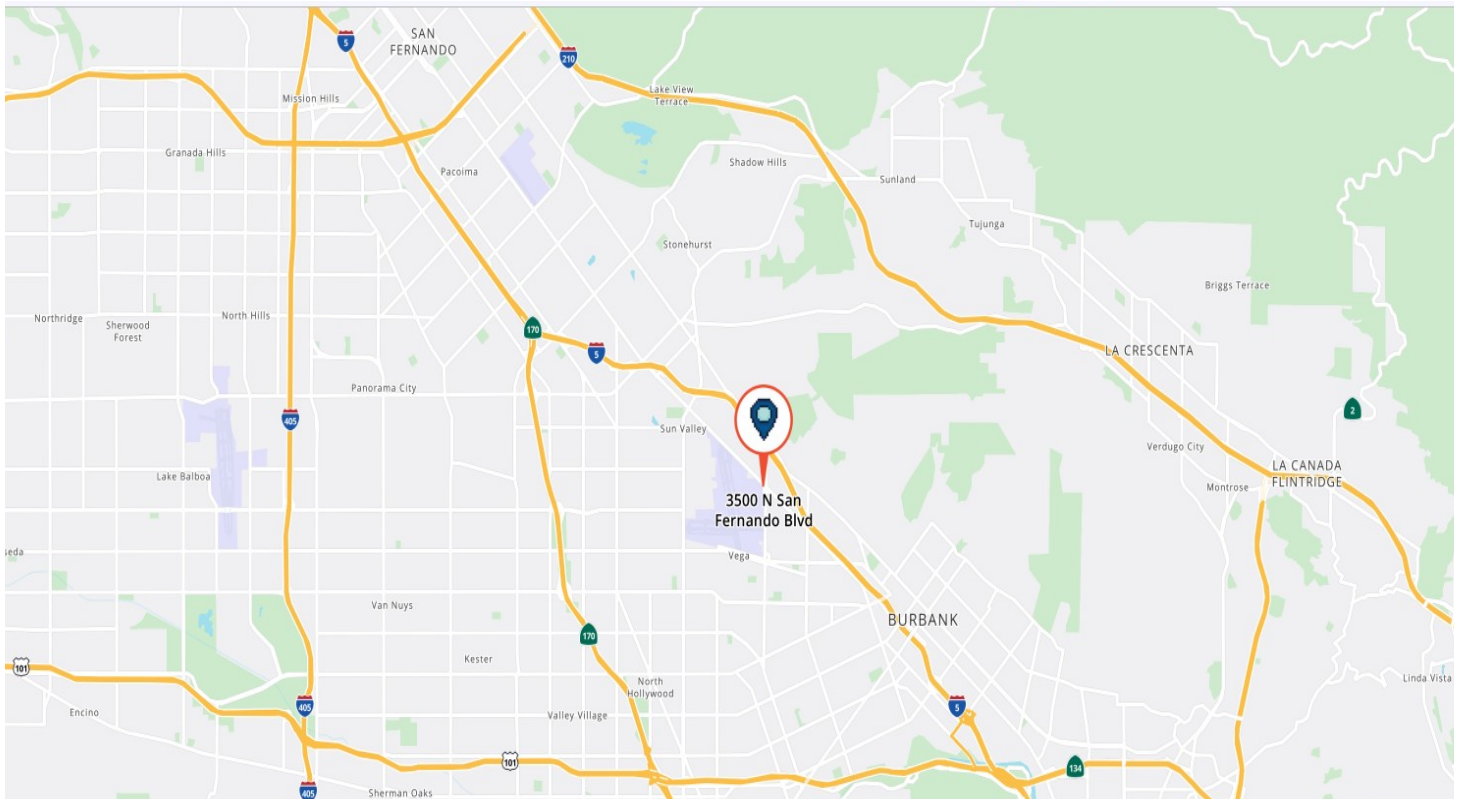 SAN
FERNANDO
5
210
Lake View
Terrace
Mission Hills
Granada Hills
Pacoima
Shadow Hills
Sunland
Tujunga
Stonehurst
Briggs Terrace
Northridge
Sherwood
Forest
North Hills
170
5
LA CRESCENTA
Panorama City
405
2
Sun Valley
Verdugo City
LA CANADA
FLINTRIDGE
Lake Balboa
Montrose
3500 N San
Fernando Blvd
seda
Vega
Van Nuys
BURBANK
170
101
Kester
North
Hollywood
Linda Vista
405
5
Encino
Valley Village
101
134
405
Sherman Oaks